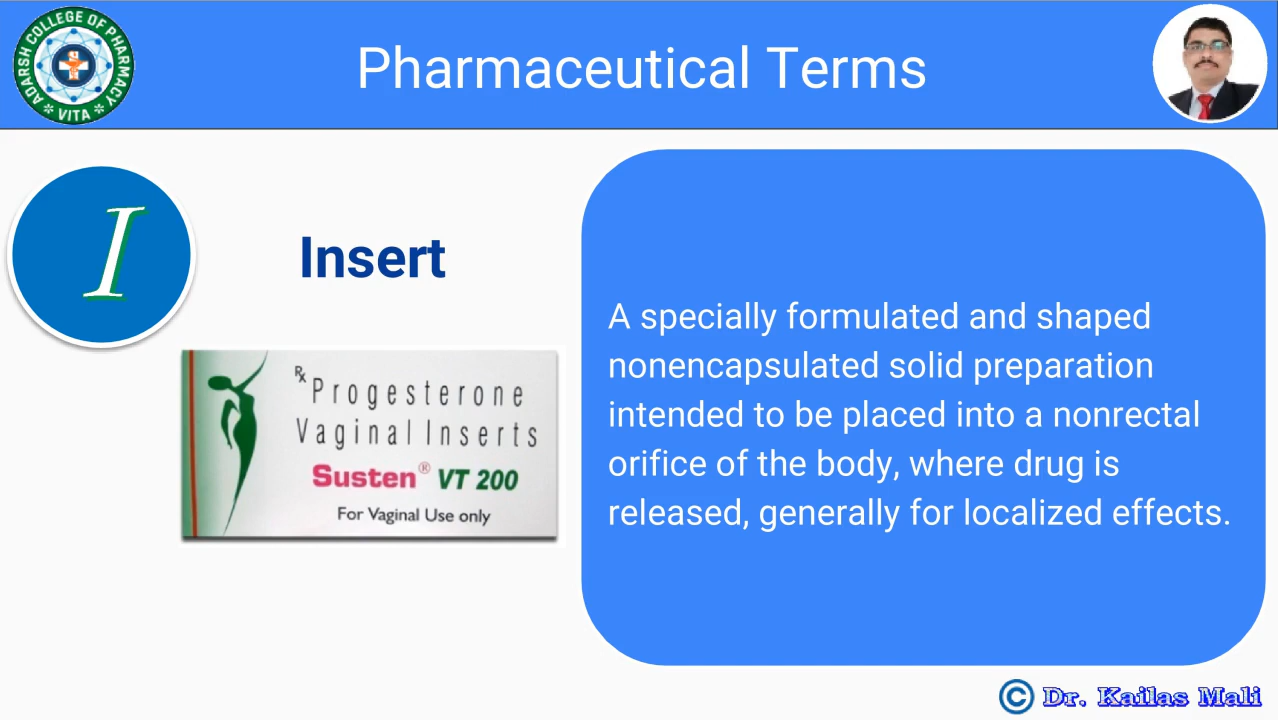 ADARSH COLLEGE OF PHARMACY
VITA
Pharmaceutical Terms
I
Insert
Rx
Progesterone
Vaginal Inserts
Susten® VT 200
For Vaginal Use only
A specially formulated and shaped
nonencapsulated solid preparation
intended to be placed into a nonrectal
orifice of the body, where drug is
released, generally for localized effects.
© Dr. Kailas Mali